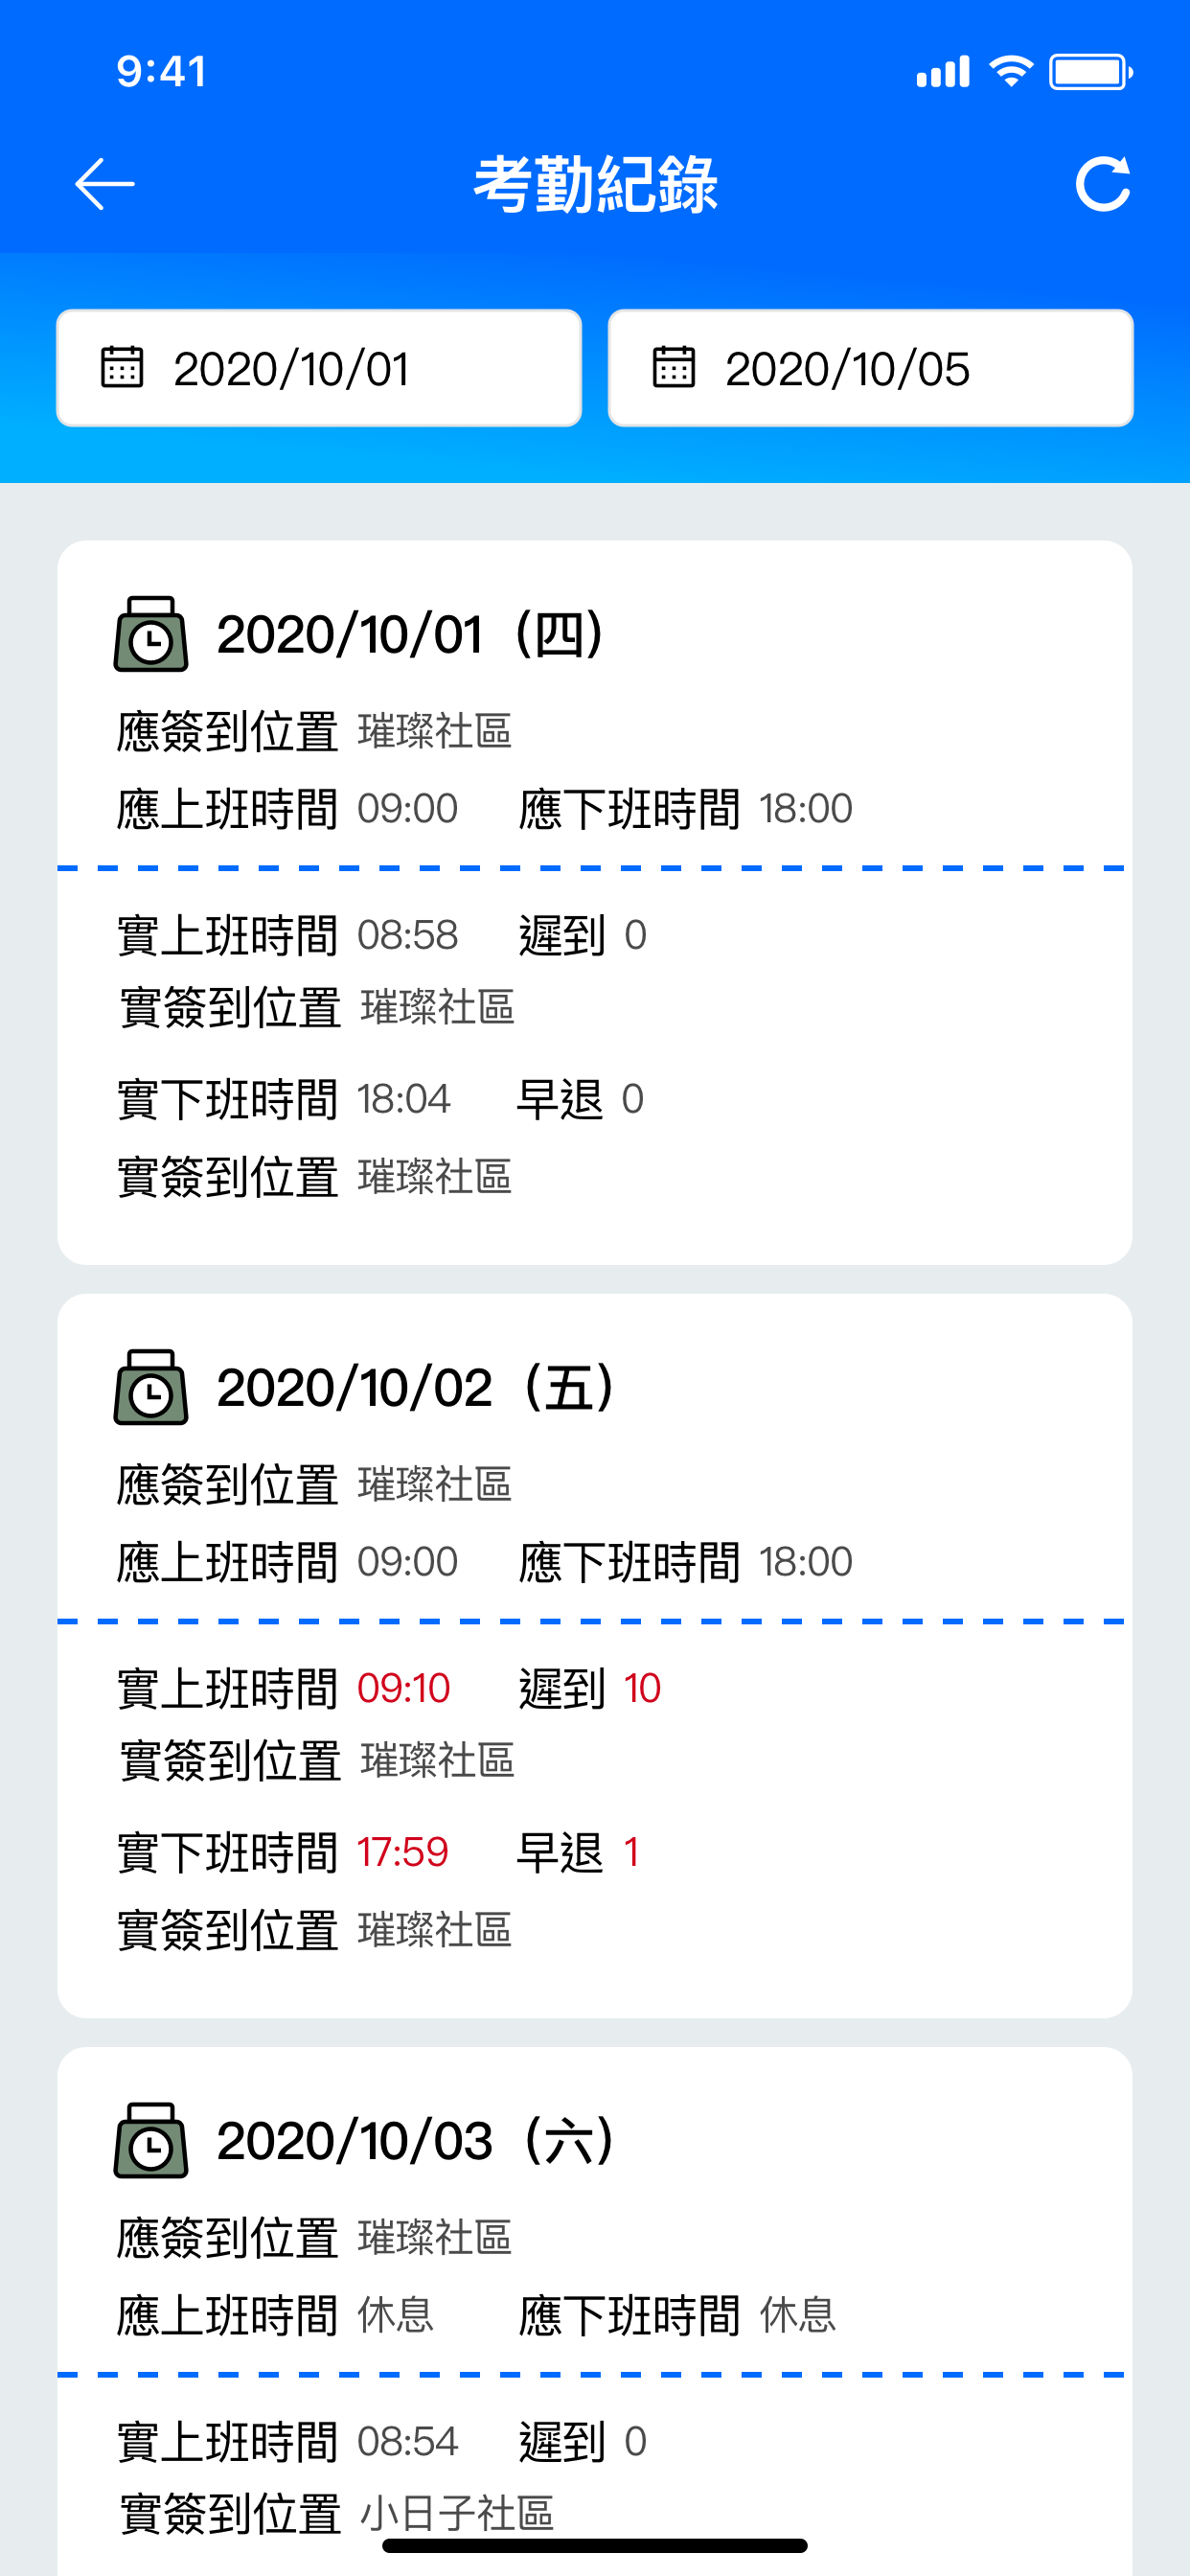 9:41
考勤紀錄
2020/10/01 2020/10/05
2020/10/01（四）
應簽到位置 璀璨社區
應上班時間 09:00 應下班時間 18:00
實上班時間 08:58 遲到 0
實簽到位置 璀璨社區
實下班時間 18:04 早退 0
實簽到位置 璀璨社區
2020/10/02（五）
應簽到位置 璀璨社區
應上班時間 09:00 應下班時間 18:00
實上班時間 09:10 遲到 10
實簽到位置 璀璨社區
實下班時間 17:59 早退 1
實簽到位置 璀璨社區
2020/10/03（六）
應簽到位置 璀璨社區
應上班時間 休息 應下班時間 休息
實上班時間 08:54 遲到 0
實簽到位置 小日子社區